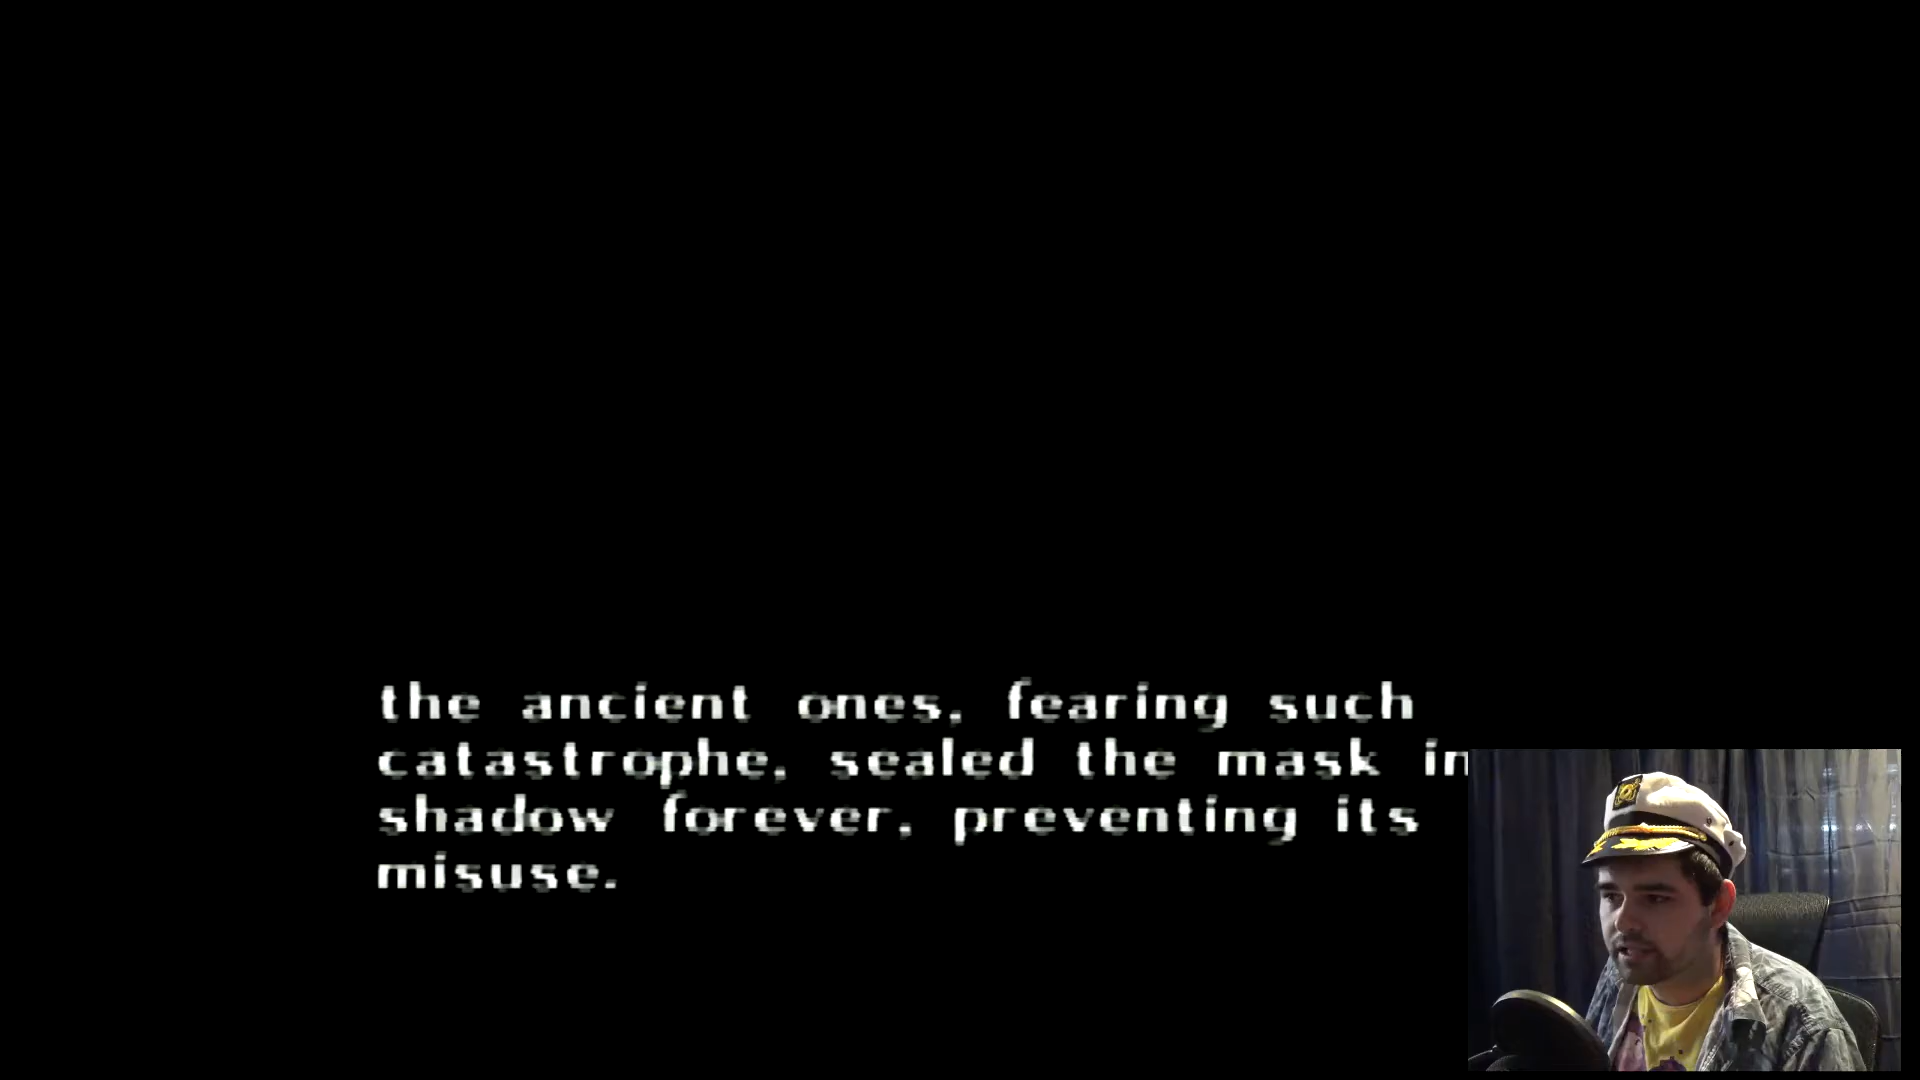 the ancient ones, fearing such
catastrophe, sealed the mask in
shadow forever, preventing its
misuse.